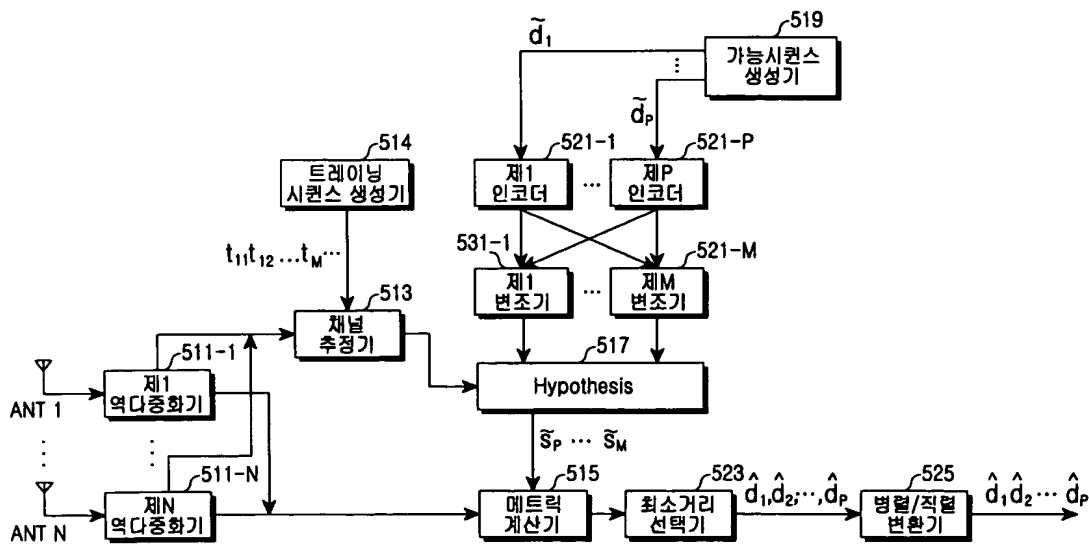 519
d̃₁
가능시퀀스
생성기
⋮
d̃P
521-1
521-P
514
제1
인코더
...
제P
인코더
트레이닝
시퀀스 생성기
531-1
521-M
t₁₁t₁₂...tM...
제1
변조기
...
제M
변조기
513
채널
추정기
517
511-1
Hypothesis
제1
역다중화기
ANT 1
s̃P ... s̃M
511-N
515
523
525
제N
역다중화기
메트릭
계산기
최소거리
선택기
d̂₁,d̂₂,...,d̂P
병렬/직렬
변환기
d̂₁d̂₂...d̂P
ANT N